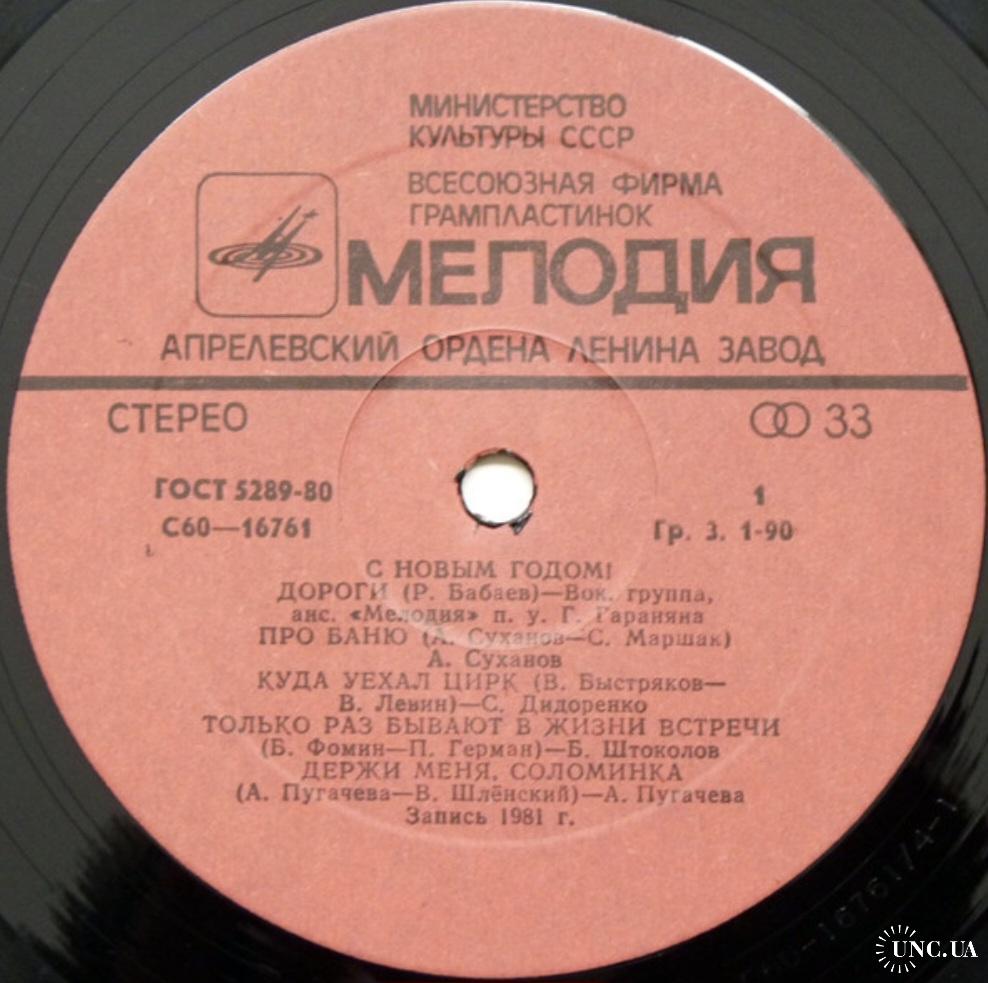 МИНИСТЕРСТВО
КУЛЬТУРЫ СССР
ВСЕСОЮЗНАЯ ФИРМА
ГРАМПЛАСТИНОК
МЕЛОДИЯ
АПРЕЛЕВСКИЙ ОРДЕНА ЛЕНИНА ЗАВОД
СТЕРЕО
33
ГОСТ 5289-80
1
С60—16761
Гр. 3. 1-90
С НОВЫМ ГОДОМ!
ДОРОГИ (Р. Бабаев)—Вок. группа,
анс. «Мелодия» п. у. Г. Гараняна
ПРО БАНЮ (А. Суханов—С. Маршак)
А. Суханов
КУДА УЕХАЛ ЦИРК (В. Быстряков—
В. Левин)—С. Дидоренко
ТОЛЬКО РАЗ БЫВАЮТ В ЖИЗНИ ВСТРЕЧИ
(Б. Фомин—П. Герман)—Б. Штоколов
ДЕРЖИ МЕНЯ, СОЛОМИНКА
(А. Пугачева—В. Шлёнский)—А. Пугачева
Запись 1981 г.
UNC.UA